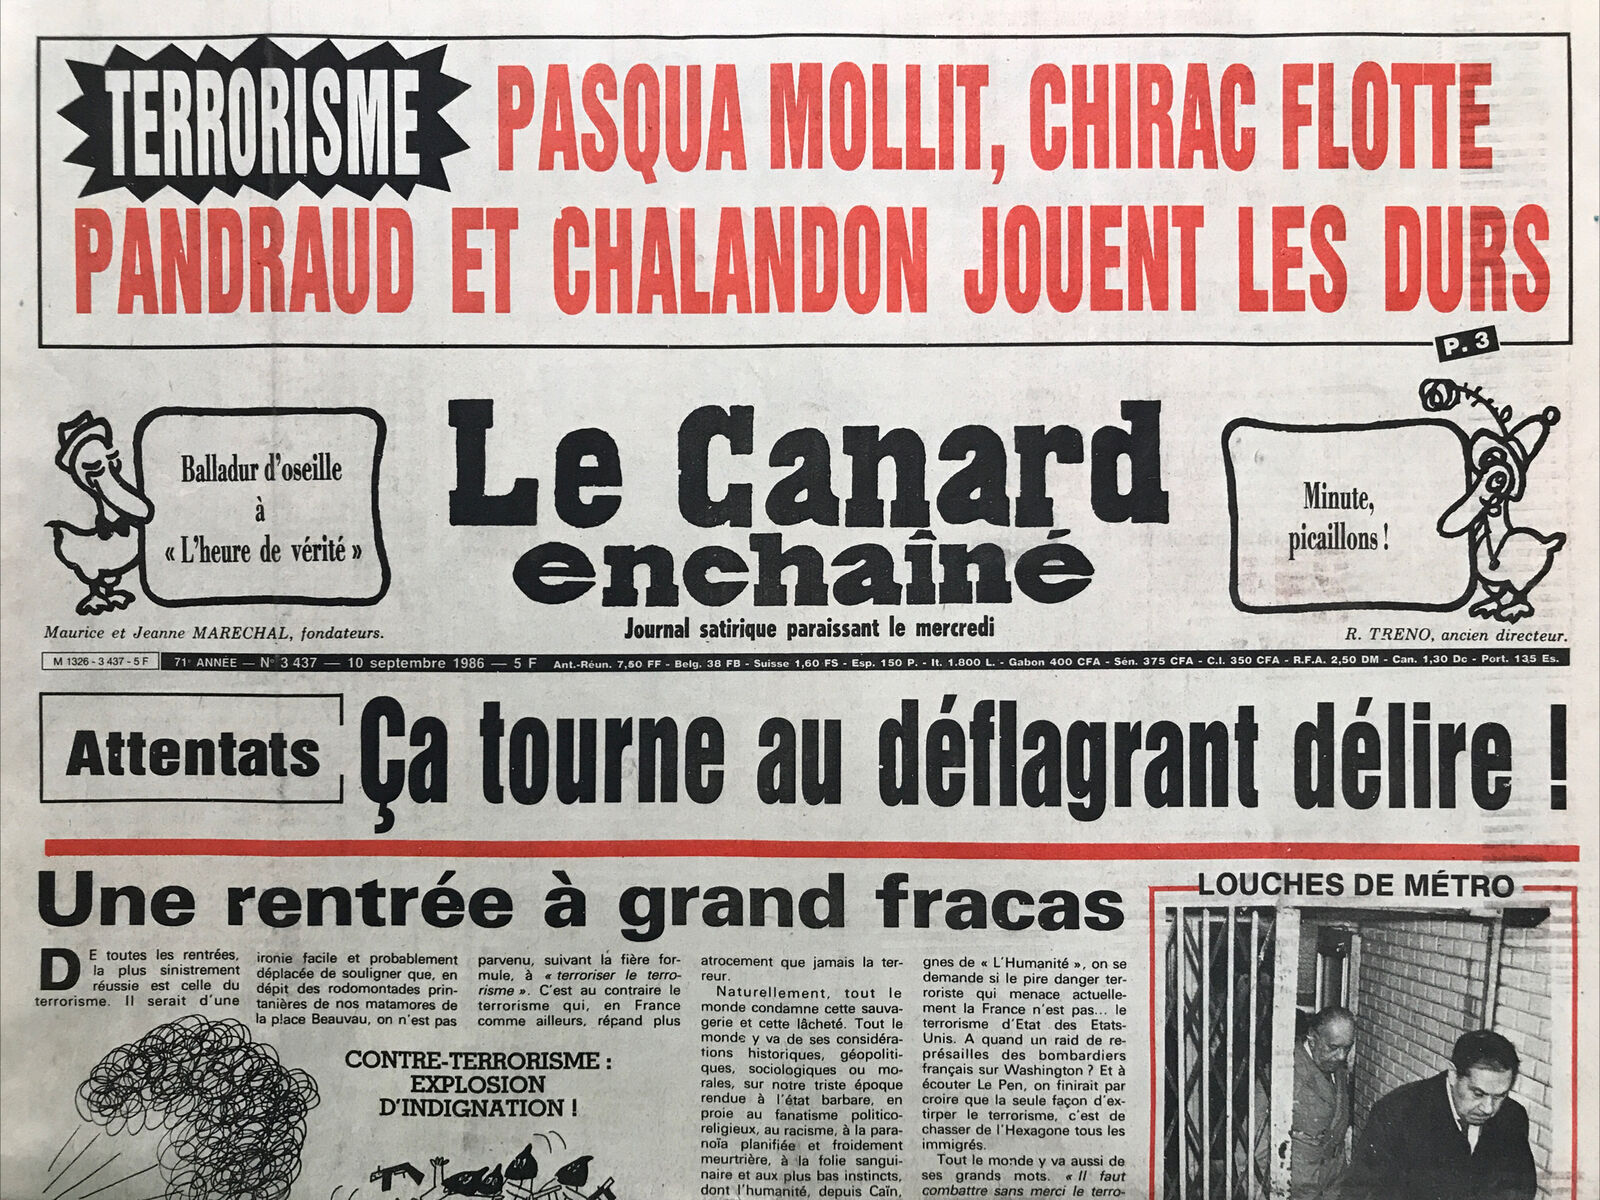 TERRORISME PASQUA MOLLIT, CHIRAC FLOTTE
PANDRAUD ET CHALANDON JOUENT LES DURS
P. 3
Balladur d'oseille
à
« L'heure de vérité »
Le Canard
enchaîné
Journal satirique paraissant le mercredi
Minute,
picaillons !
Maurice et Jeanne MARECHAL, fondateurs.
R. TRENO, ancien directeur.
M 1326 - 3 437 - 5 F
71e ANNÉE — N° 3 437 — 10 septembre 1986 — 5 F Ant.-Réun. 7,50 FF - Belg. 38 FB - Suisse 1,60 FS - Esp. 150 P. - It. 1.800 L. - Gabon 400 CFA - Sén. 375 CFA - C.I. 350 CFA - R.F.A. 2,50 DM - Can. 1,30 Dc - Port. 135 Es.
Attentats Ça tourne au déflagrant délire !
Une rentrée à grand fracas
DE toutes les rentrées,
la plus sinistrement
réussie est celle du
terrorisme. Il serait d'une
ironie facile et probablement
déplacée de souligner que, en
dépit des rodomontades prin-
tanières de nos matamores de
la place Beauvau, on n'est pas
parvenu, suivant la fière for-
mule, à « terroriser le terro-
risme ». C'est au contraire le
terrorisme qui, en France
comme ailleurs, répand plus
atrocement que jamais la ter-
reur.
Naturellement, tout le
monde condamne cette sauva-
gerie et cette lâcheté. Tout le
monde y va de ses considéra-
tions historiques, géopoliti-
ques, sociologiques ou mo-
rales, sur notre triste époque
rendue à l'état barbare, en
proie au fanatisme politico-
religieux, au racisme, à la para-
noïa planifiée et froidement
meurtrière, à la folie sangui-
naire et aux plus bas instincts,
dont l'humanité, depuis Caïn,
gnes de « L'Humanité », on se
demande si le pire danger ter-
roriste qui menace actuelle-
ment la France n'est pas... le
terrorisme d'Etat des Etats-
Unis. A quand un raid de re-
présailles des bombardiers
français sur Washington ? Et à
écouter Le Pen, on finirait par
croire que la seule façon d'ex-
tirper le terrorisme, c'est de
chasser de l'Hexagone tous les
immigrés.
Tout le monde y va aussi de
ses grands mots. « Il faut
combattre sans merci le terro-
CONTRE-TERRORISME :
EXPLOSION
D'INDIGNATION !
LOUCHES DE MÉTRO